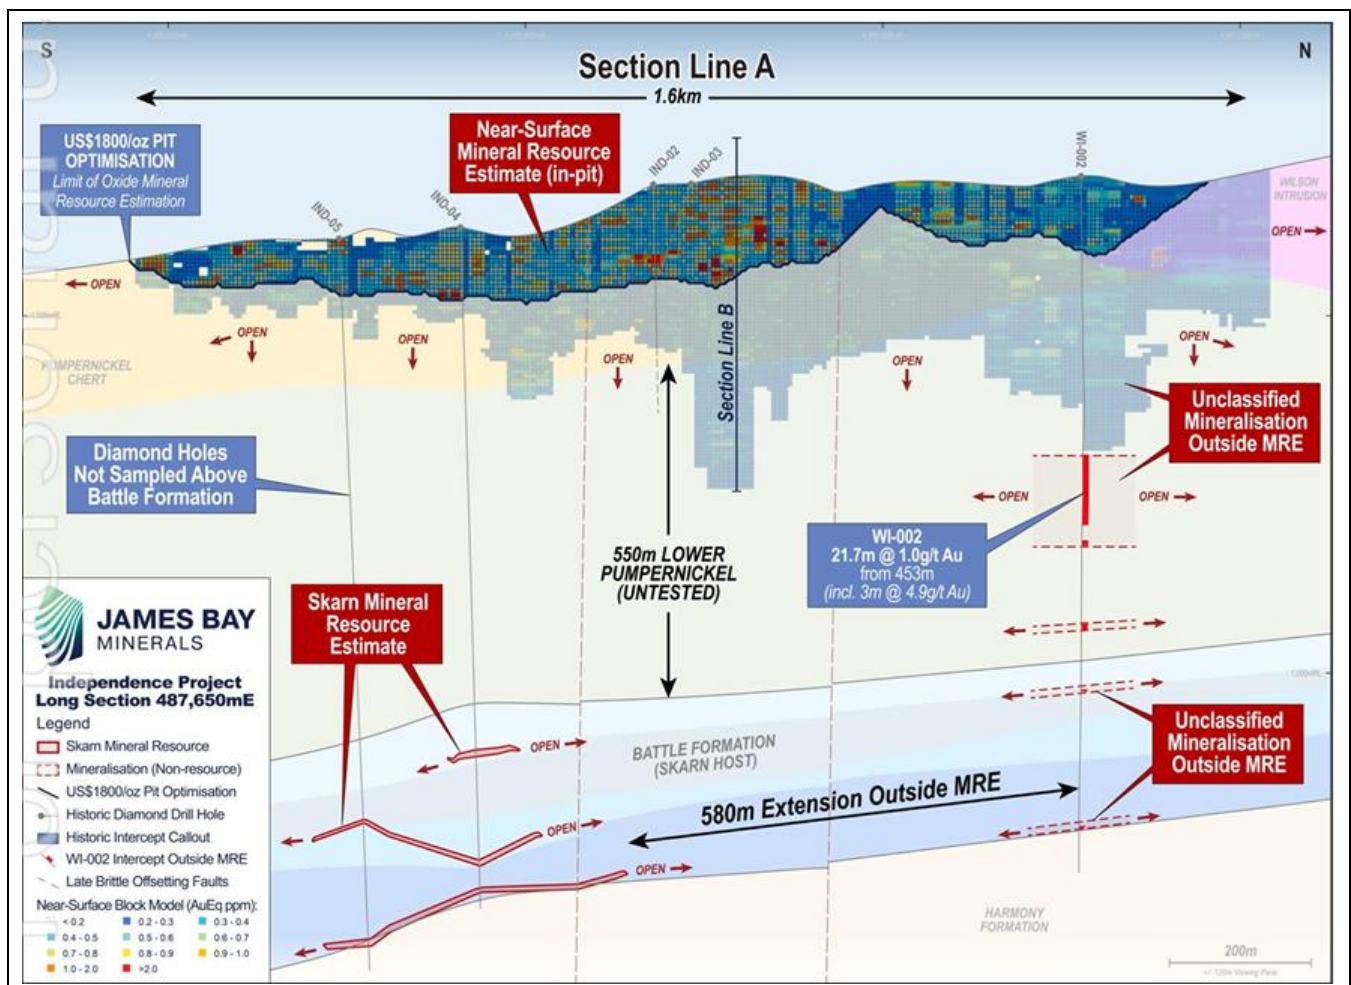 S
N
Section Line A
1.6km
US$1800/oz PIT
OPTIMISATION
Limit of Oxide Mineral
Resource Estimation
Near-Surface
Mineral Resource
Estimate (in-pit)
IND-05
IND-04
IND-02
IND-03
WI-002
WILSON
INTRUSION
OPEN
OPEN
OPEN
OPEN
OPEN
OPEN
OPEN
PUMPERNICKEL
CHERT
Section Line B
Unclassified
Mineralisation
Outside MRE
Diamond Holes
Not Sampled Above
Battle Formation
OPEN
OPEN
WI-002
21.7m @ 1.0g/t Au
from 453m
(incl. 3m @ 4.9g/t Au)
550m LOWER
PUMPERNICKEL
(UNTESTED)
Skarn Mineral
Resource
Estimate
JAMES BAY
MINERALS
Independence Project
Long Section 487,650mE
Legend
Skarn Mineral Resource
Mineralisation (Non-resource)
US$1800/oz Pit Optimisation
Historic Diamond Drill Hole
Historic Intercept Callout
WI-002 Intercept Outside MRE
Late Brittle Offsetting Faults
Near-Surface Block Model (AuEq ppm):
< 0.2 0.2 - 0.3 0.3 - 0.4
0.4 - 0.5 0.5 - 0.6 0.6 - 0.7
0.7 - 0.8 0.8 - 0.9 0.9 - 1.0
1.0 - 2.0 >2.0
OPEN
BATTLE FORMATION
(SKARN HOST)
Unclassified
Mineralisation
Outside MRE
580m Extension Outside MRE
OPEN
OPEN
HARMONY
FORMATION
200m